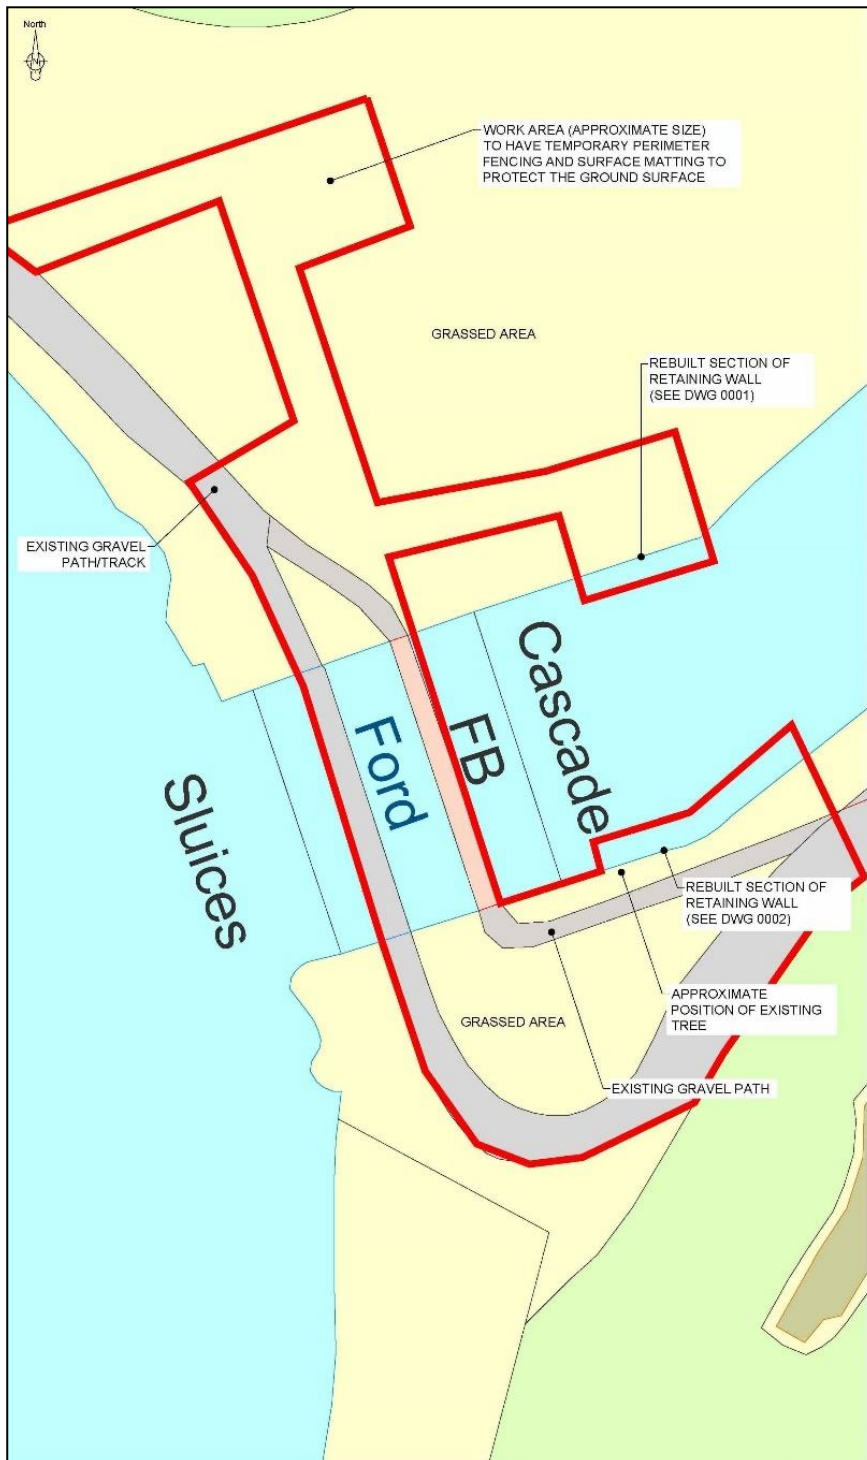 North
N
WORK AREA (APPROXIMATE SIZE)
TO HAVE TEMPORARY PERIMETER
FENCING AND SURFACE MATTING TO
PROTECT THE GROUND SURFACE
GRASSED AREA
REBUILT SECTION OF
RETAINING WALL
(SEE DWG 0001)
EXISTING GRAVEL
PATH/TRACK
Sluices
Ford
FB
Cascade
REBUILT SECTION OF
RETAINING WALL
(SEE DWG 0002)
APPROXIMATE
POSITION OF EXISTING
TREE
GRASSED AREA
EXISTING GRAVEL PATH